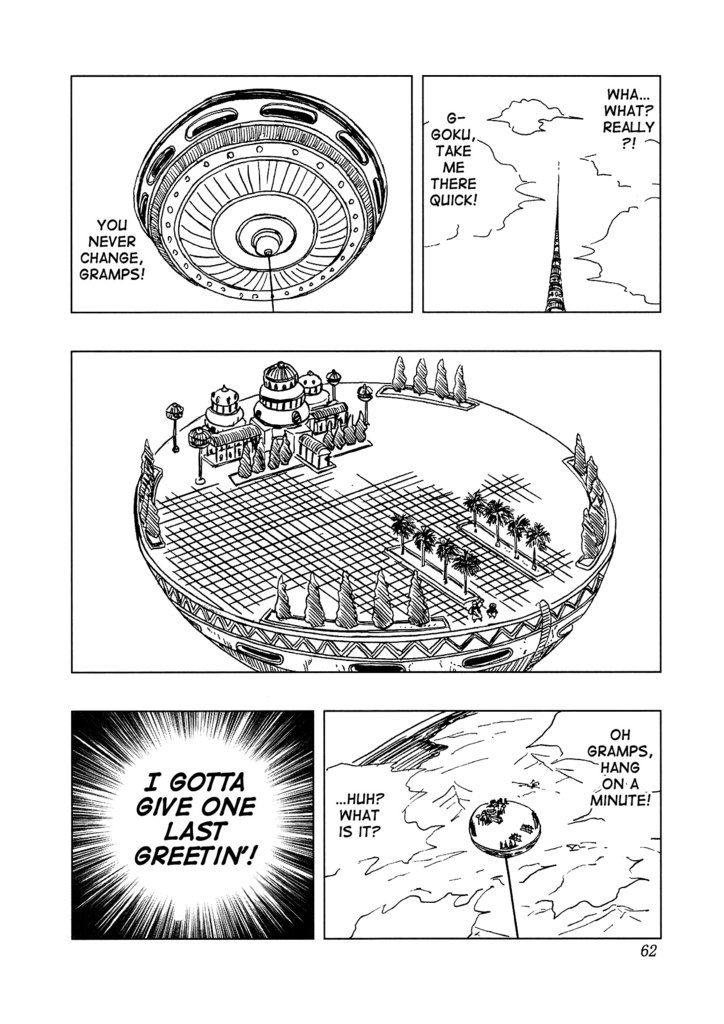 WHA...
WHAT?
REALLY
?!
G-
GOKU,
TAKE
ME
THERE
QUICK!
YOU
NEVER
CHANGE,
GRAMPS!
OH
GRAMPS,
HANG
ON A
MINUTE!
...HUH?
WHAT
IS IT?
I GOTTA
GIVE ONE
LAST
GREETIN'!
62